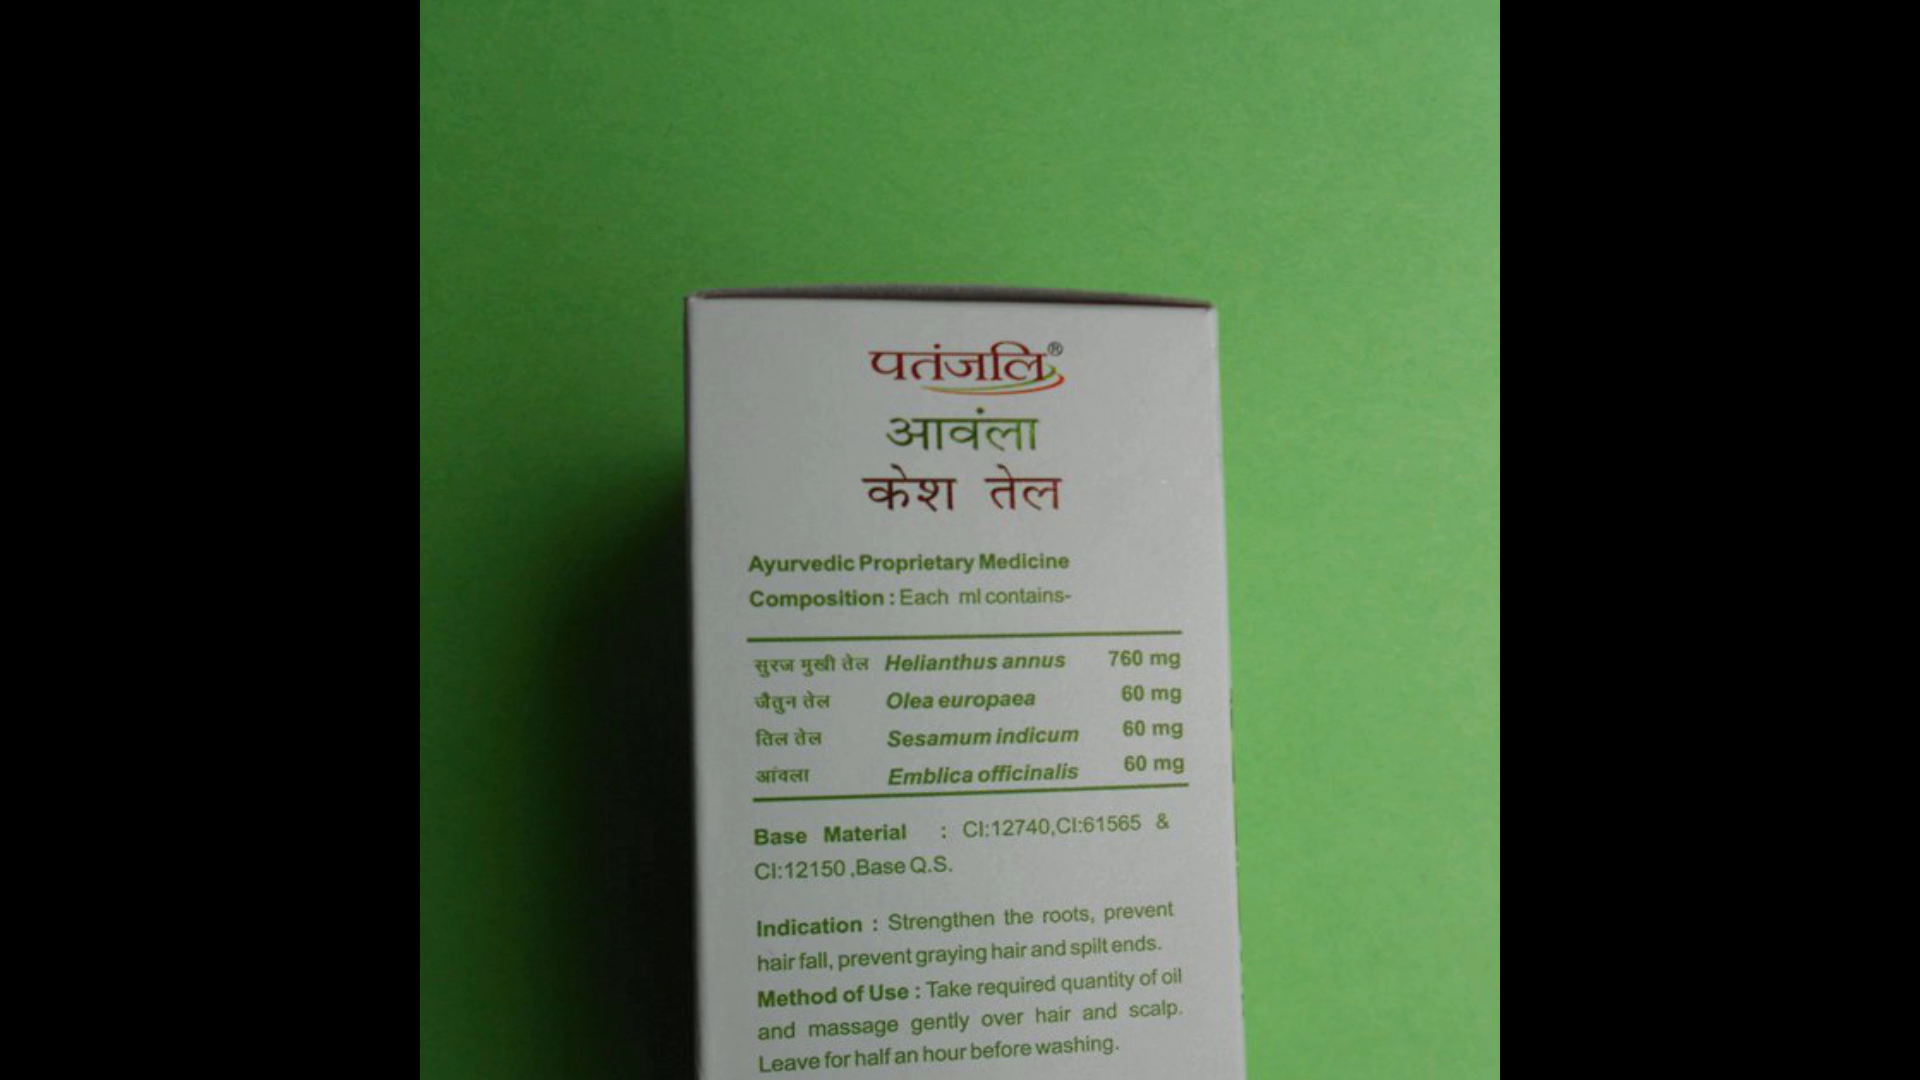 पतंजलि®
आवंला
केश तेल
Ayurvedic Proprietary Medicine
Composition : Each ml contains-
सुरज मुखी तेल Helianthus annus 760 mg
जैतुन तेल Olea europaea 60 mg
तिल तेल Sesamum indicum 60 mg
आंवला Emblica officinalis 60 mg
Base Material : CI:12740,CI:61565 &
CI:12150 ,Base Q.S.
Indication : Strengthen the roots, prevent
hair fall, prevent graying hair and spilt ends.
Method of Use : Take required quantity of oil
and massage gently over hair and scalp.
Leave for half an hour before washing.